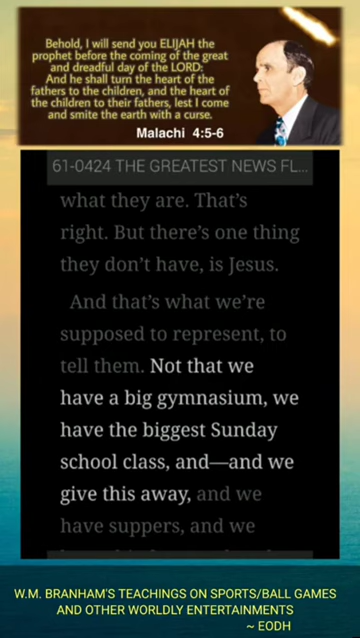 Behold, I will send you ELIJAH the
prophet before the coming of the great
and dreadful day of the LORD:
And he shall turn the heart of the
fathers to the children, and the heart of
the children to their fathers, lest I come
and smite the earth with a curse.
Malachi 4:5-6
61-0424 THE GREATEST NEWS FL...
what they are. That's
right. But there's one thing
they don't have, is Jesus.
And that's what we're
supposed to represent, to
tell them. Not that we
have a big gymnasium, we
have the biggest Sunday
school class, and—and we
give this away, and we
have suppers, and we
W.M. BRANHAM'S TEACHINGS ON SPORTS/BALL GAMES
AND OTHER WORLDLY ENTERTAINMENTS
~ EODH